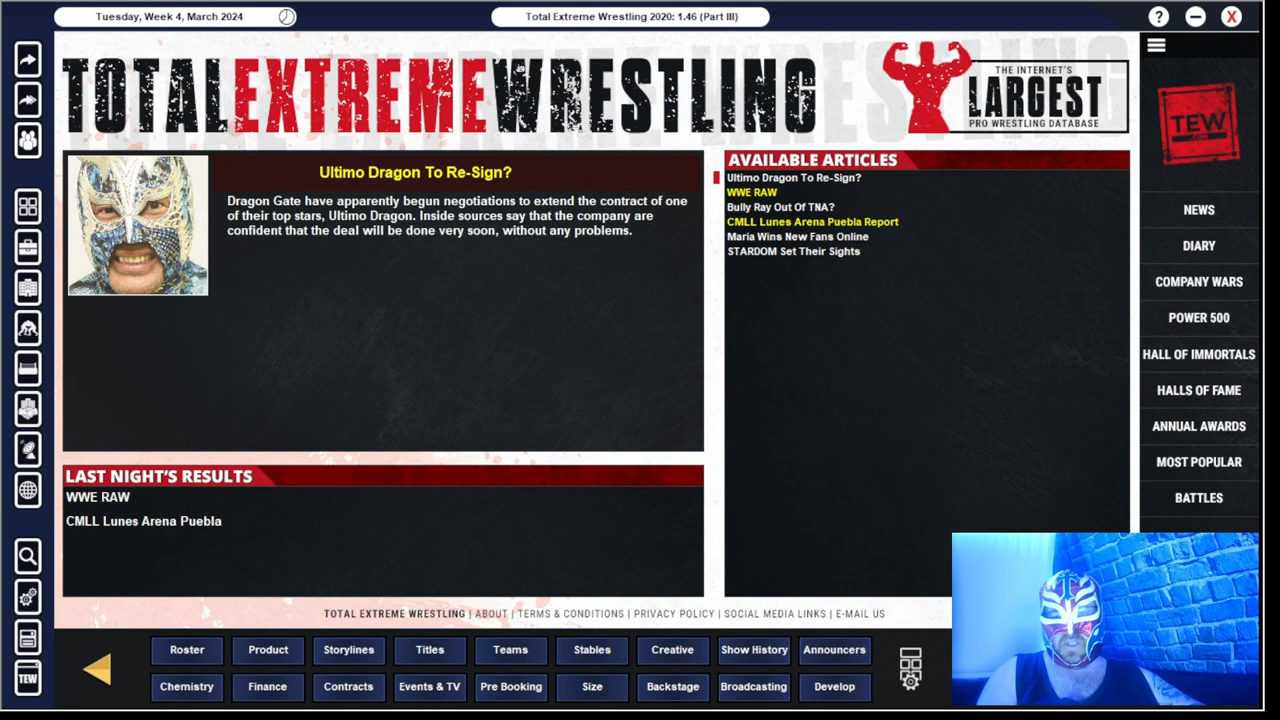 Tuesday, Week 4, March 2024
Total Extreme Wrestling 2020: 1.46 (Part III)
?
X
TOTALEXTREMEWRESTLING
THE INTERNET'S
LARGEST
PRO WRESTLING DATABASE
TEW
.COM
Ultimo Dragon To Re-Sign?
Dragon Gate have apparently begun negotiations to extend the contract of one
of their top stars, Ultimo Dragon. Inside sources say that the company are
confident that the deal will be done very soon, without any problems.
AVAILABLE ARTICLES
Ultimo Dragon To Re-Sign?
WWE RAW
Bully Ray Out Of TNA?
CMLL Lunes Arena Puebla Report
Maria Wins New Fans Online
STARDOM Set Their Sights
NEWS
DIARY
COMPANY WARS
POWER 500
HALL OF IMMORTALS
HALLS OF FAME
ANNUAL AWARDS
MOST POPULAR
BATTLES
LAST NIGHT'S RESULTS
WWE RAW
CMLL Lunes Arena Puebla
TOTAL EXTREME WRESTLING | ABOUT | TERMS & CONDITIONS | PRIVACY POLICY | SOCIAL MEDIA LINKS | E-MAIL US
TEW
Roster Product Storylines Titles Teams Stables Creative Show History Announcers
Chemistry Finance Contracts Events & TV Pre Booking Size Backstage Broadcasting Develop